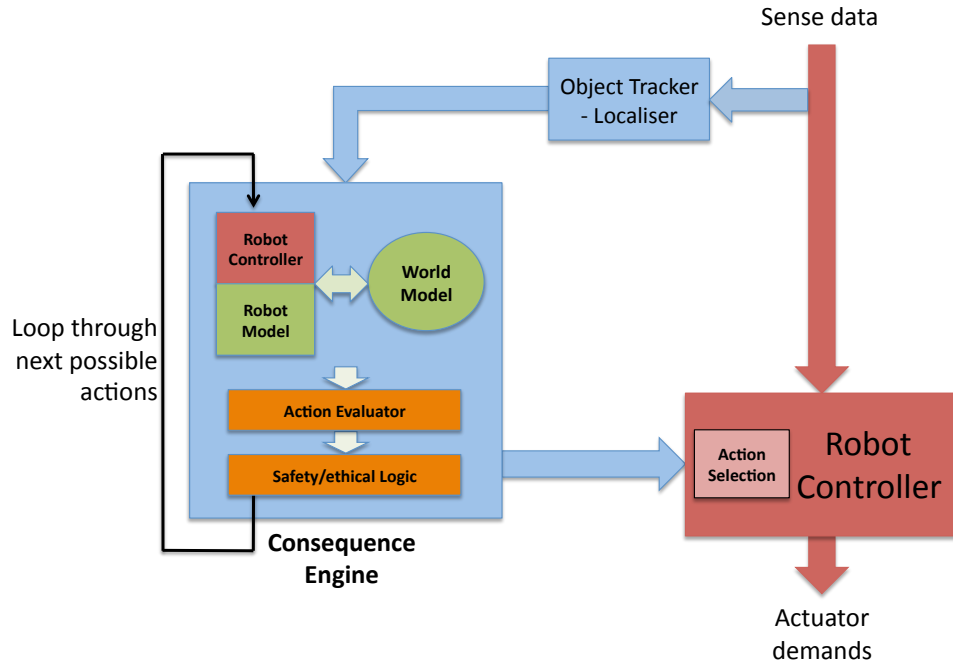 Sense data
Object Tracker
- Localiser
Robot
Controller
World
Model
Robot
Model
Loop through
next possible
actions
Action Evaluator
Safety/ethical Logic
Action
Selection
Robot
Controller
Consequence
Engine
Actuator
demands